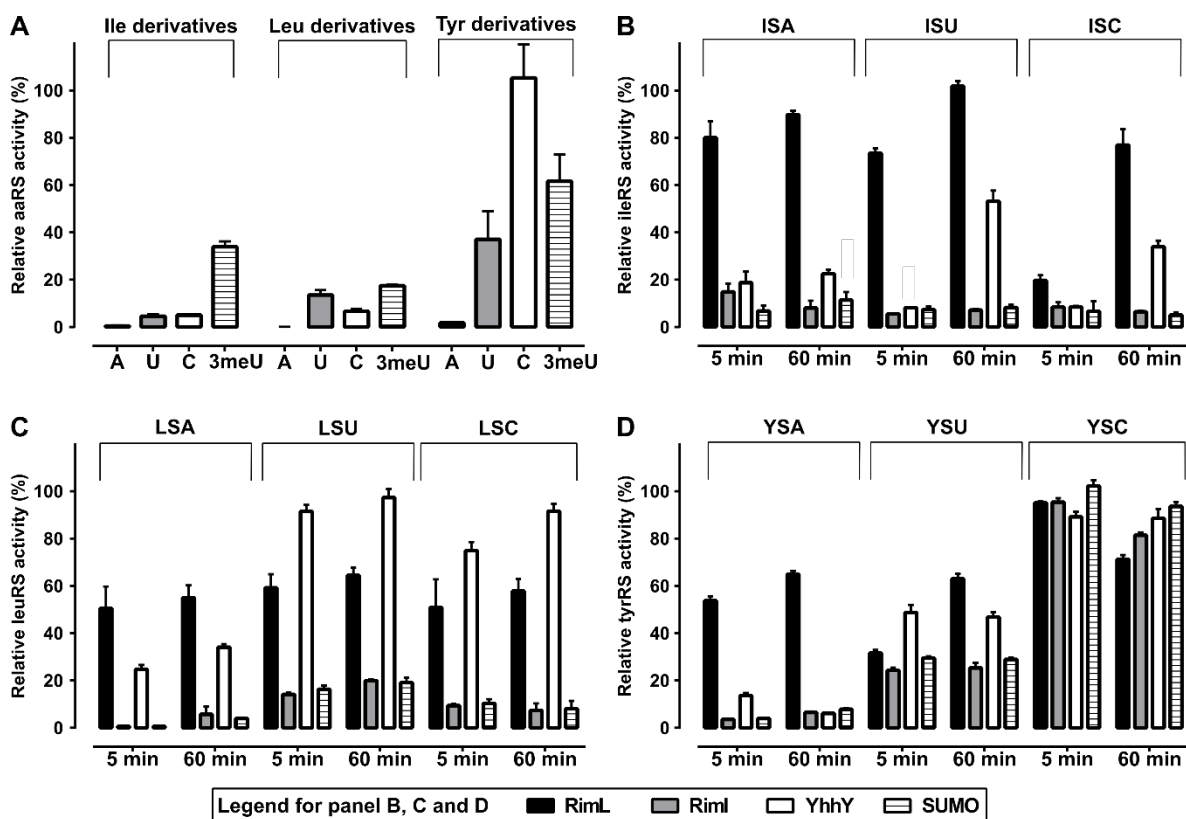 A
Ile derivatives
Leu derivatives
Tyr derivatives
Relative aaRS activity (%)
100
80
60
40
20
0
A U C 3meU A U C 3meU A U C 3meU
B
ISA
ISU
ISC
Relative ileRS activity (%)
100
80
60
40
20
0
5 min 60 min 5 min 60 min 5 min 60 min
C
LSA
LSU
LSC
Relative leuRS activity (%)
100
80
60
40
20
0
5 min 60 min 5 min 60 min 5 min 60 min
D
YSA
YSU
YSC
Relative tyrRS activity (%)
100
80
60
40
20
0
5 min 60 min 5 min 60 min 5 min 60 min
Legend for panel B, C and D RimL RimI YhhY SUMO